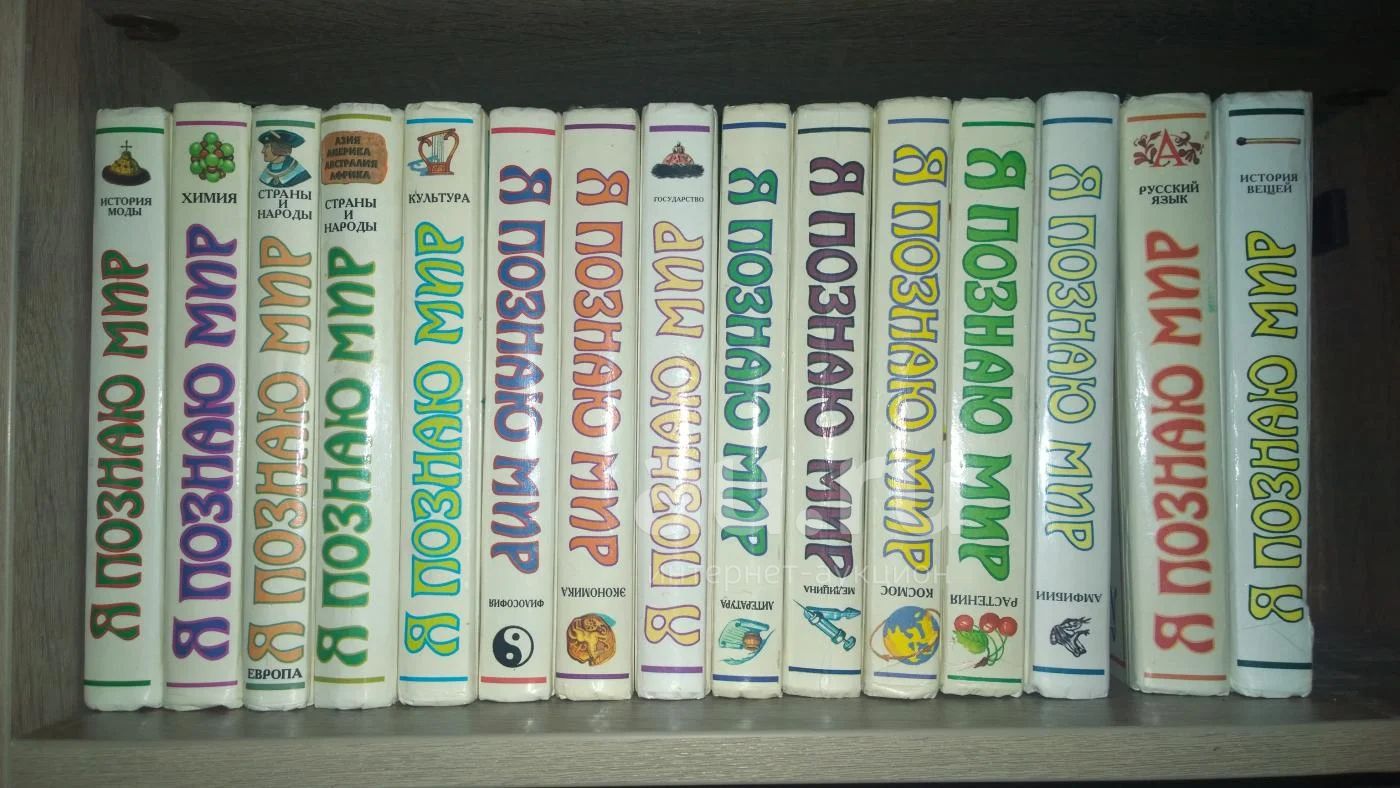 ИСТОРИЯ
МОДЫ
Я ПОЗНАЮ МИР
ХИМИЯ
Я ПОЗНАЮ МИР
СТРАНЫ
И
НАРОДЫ
Я ПОЗНАЮ МИР
ЕВРОПА
АЗИЯ
АМЕРИКА
АВСТРАЛИЯ
АФРИКА
СТРАНЫ
И
НАРОДЫ
Я ПОЗНАЮ МИР
КУЛЬТУРА
Я ПОЗНАЮ МИР
Я ПОЗНАЮ МИР
ФИЛОСОФИЯ
Я ПОЗНАЮ МИР
ЭКОНОМИКА
ГОСУДАРСТВО
Я ПОЗНАЮ МИР
Я ПОЗНАЮ МИР
ЛИТЕРАТУРА
Я ПОЗНАЮ МИР
МЕДИЦИНА
Я ПОЗНАЮ МИР
КОСМОС
Я ПОЗНАЮ МИР
РАСТЕНИЯ
Я ПОЗНАЮ МИР
АМФИБИИ
А
РУССКИЙ
ЯЗЫК
Я ПОЗНАЮ МИР
ИСТОРИЯ
ВЕЩЕЙ
Я ПОЗНАЮ МИР
интернет-аукцион